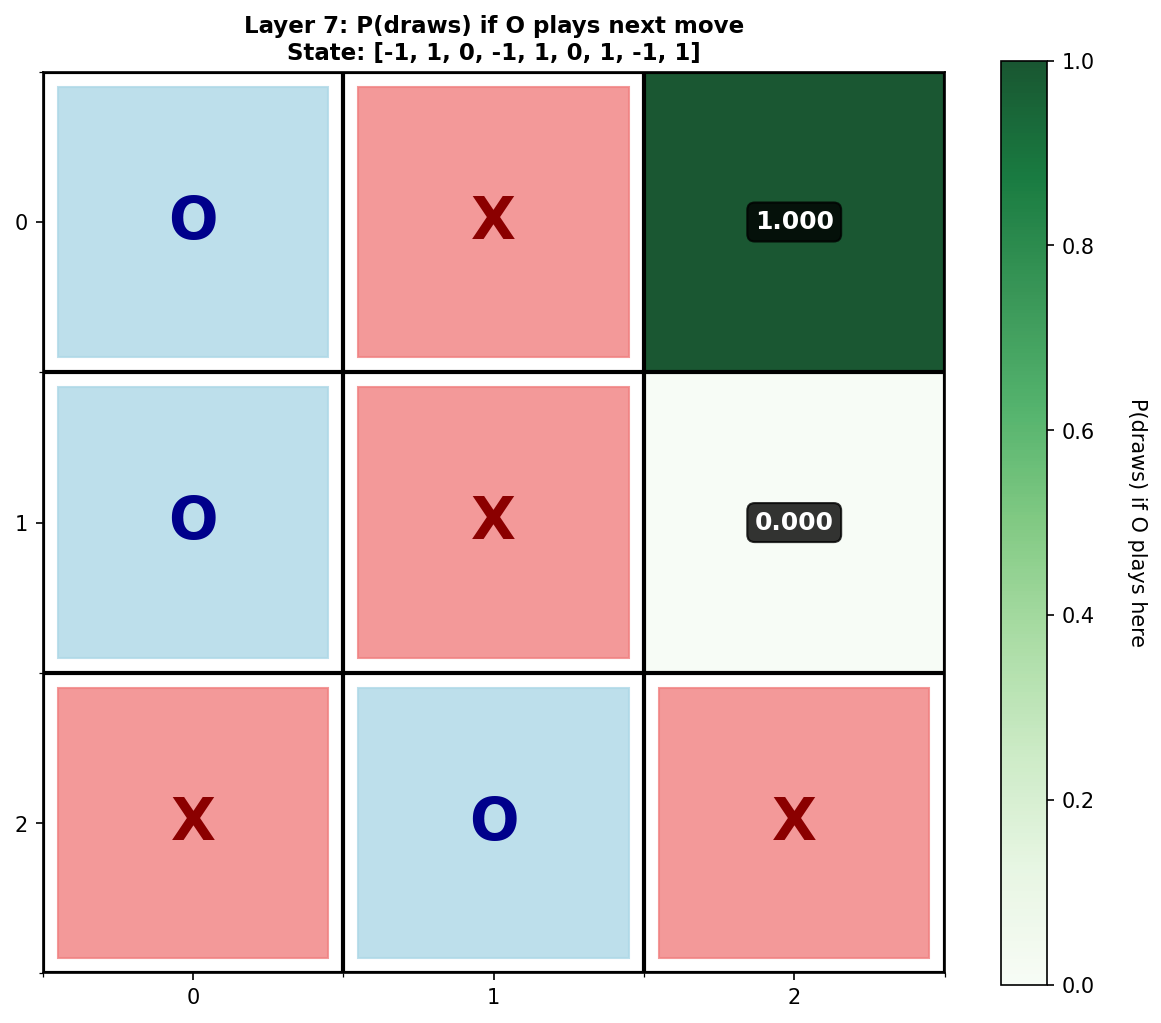 Layer 7: P(draws) if O plays next move
State: [-1, 1, 0, -1, 1, 0, 1, -1, 1]
0
O
X
1.000
1
O
X
0.000
2
X
O
X
0
1
2
1.0
0.8
0.6
0.4
0.2
0.0
P(draws) if O plays here